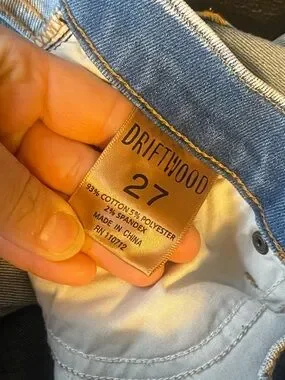 DRIFTWOOD
27
93% COTTON 5% POLYESTER
2% SPANDEX
MADE IN CHINA
RN 110712